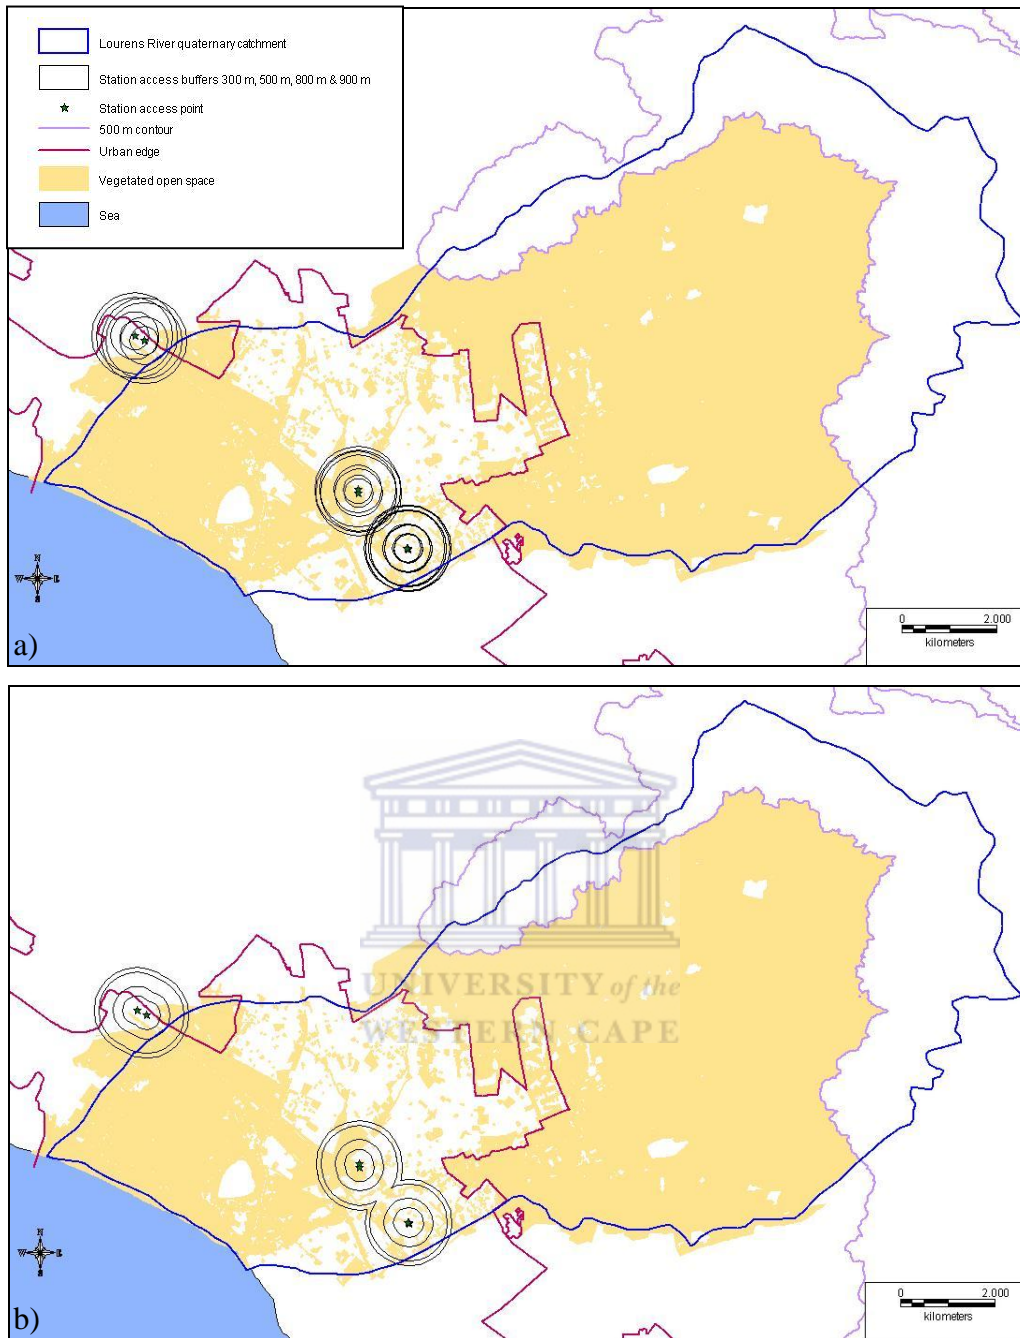 Lourens River quaternary catchment
Station access buffers 300 m, 500 m, 800 m & 900 m
Station access point
500 m contour
Urban edge
Vegetated open space
Sea
N
W E
S
a)
0 2.000
kilometers
UNIVERSITY of the
WESTERN CAPE
N
W E
S
b)
0 2.000
kilometers